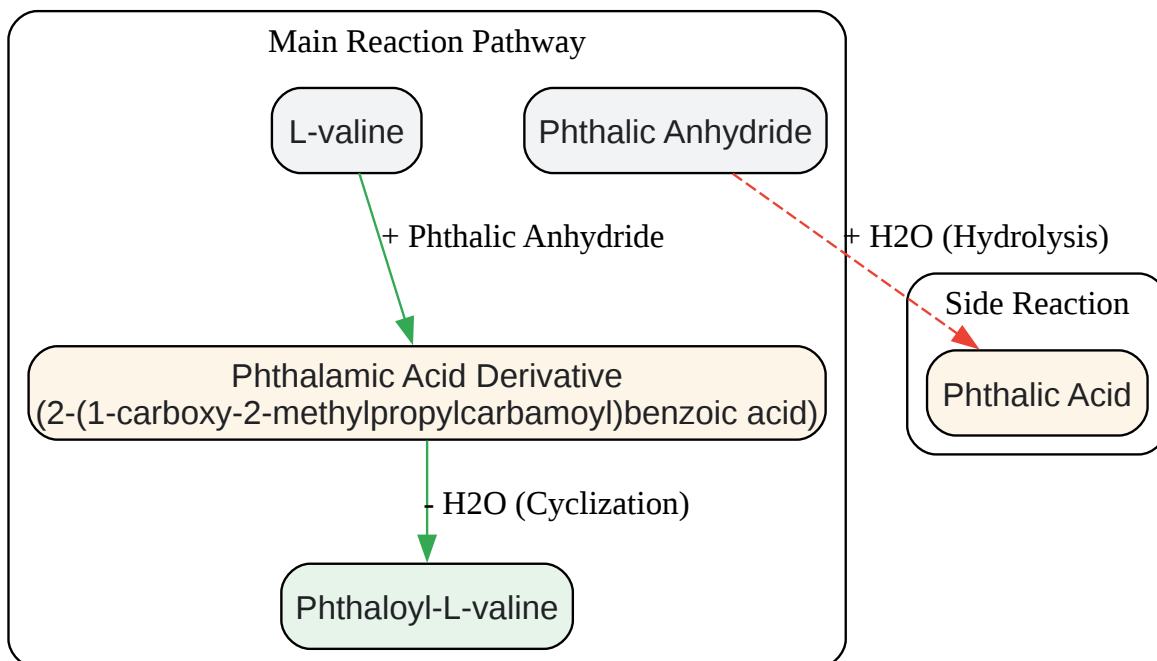 Main Reaction Pathway
L-valine
Phthalic Anhydride
+ Phthalic Anhydride
+ H2O (Hydrolysis)
Side Reaction
Phthalamic Acid Derivative
(2-(1-carboxy-2-methylpropylcarbamoyl)benzoic acid)
Phthalic Acid
- H2O (Cyclization)
Phthaloyl-L-valine